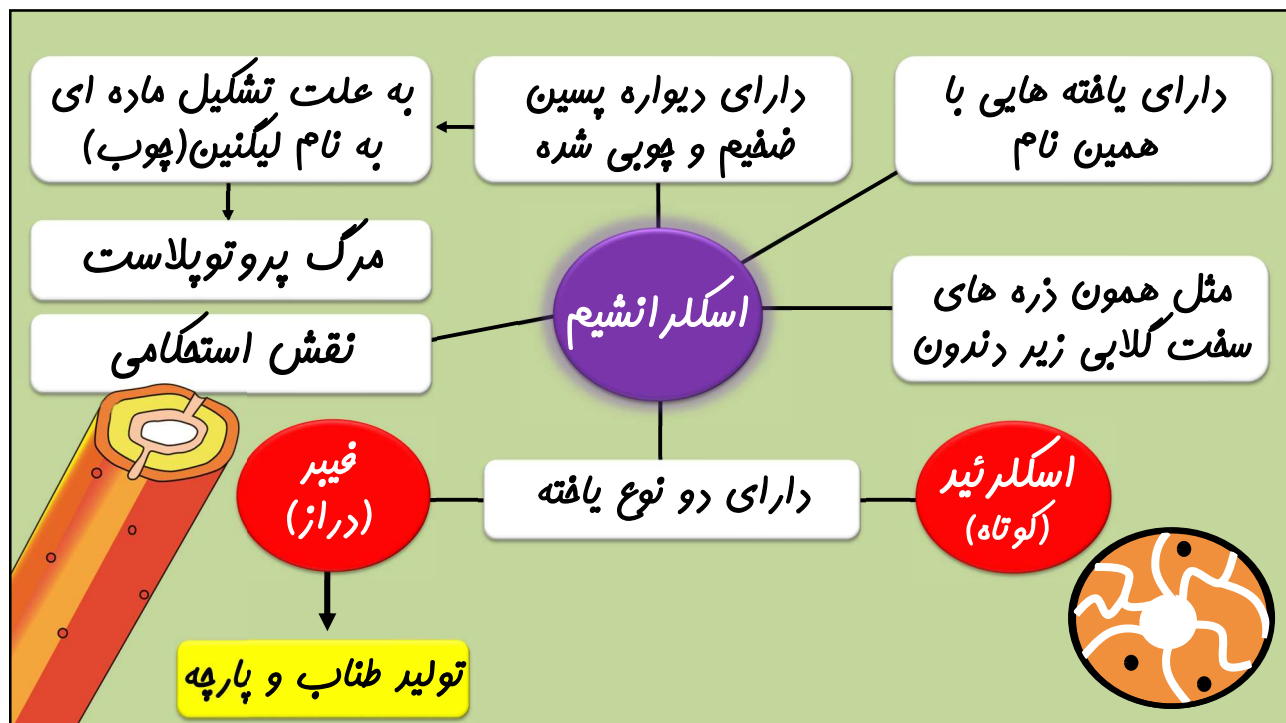 دارای یاخته هایی با
همین نام
دارای دیواره پسین
ضخیم و چوبی شده
به علت تشکیل ماده ای
به نام لیگنین(چوب)
مرگ پروتوپلاست
نقش استحکامی
اسکلرانشیم
مثل همون ذره های
سخت گلابی زیر دندون
دارای دو نوع یاخته
اسکلرئید
(کوتاه)
فیبر
(دراز)
تولید طناب و پارچه